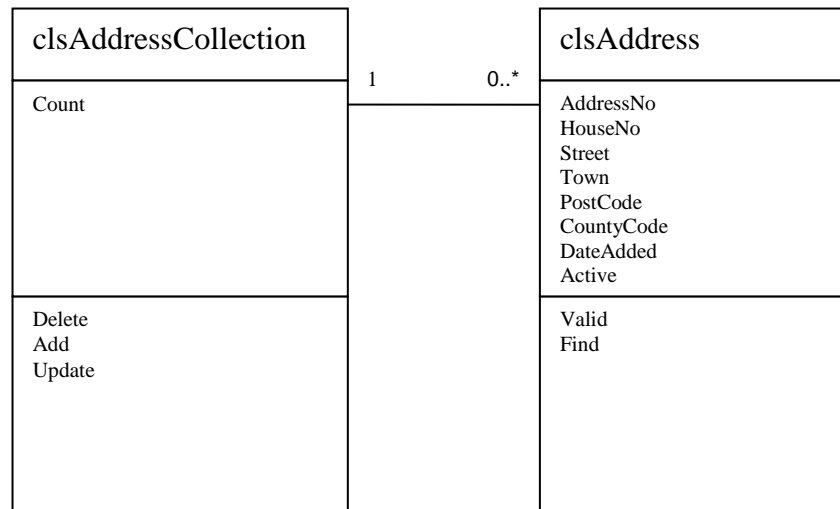 clsAddressCollection
Count
Delete
Add
Update
1
0..*
clsAddress
AddressNo
HouseNo
Street
Town
PostCode
CountyCode
DateAdded
Active
Valid
Find